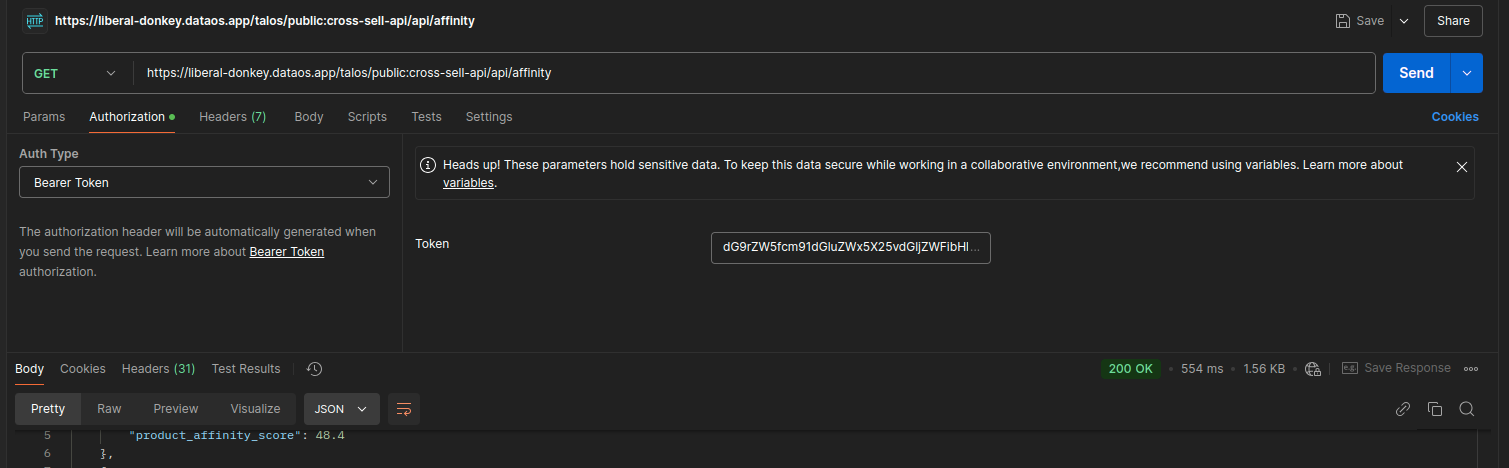 HTTP https://liberal-donkey.dataos.app/talos/public:cross-sell-api/api/affinity Save Share
GET https://liberal-donkey.dataos.app/talos/public:cross-sell-api/api/affinity Send
Params Authorization Headers (7) Body Scripts Tests Settings Cookies
Auth Type
Bearer Token
The authorization header will be automatically generated when
you send the request. Learn more about Bearer Token
authorization.
Heads up! These parameters hold sensitive data. To keep this data secure while working in a collaborative environment,we recommend using variables. Learn more about
variables.
Token dG9rZW5fcm91dGluZWx5X25vdGljZWFibHl...
Body Cookies Headers (31) Test Results 200 OK 554 ms 1.56 KB e.g. Save Response
Pretty Raw Preview Visualize JSON
5 "product_affinity_score": 48.4
6 },